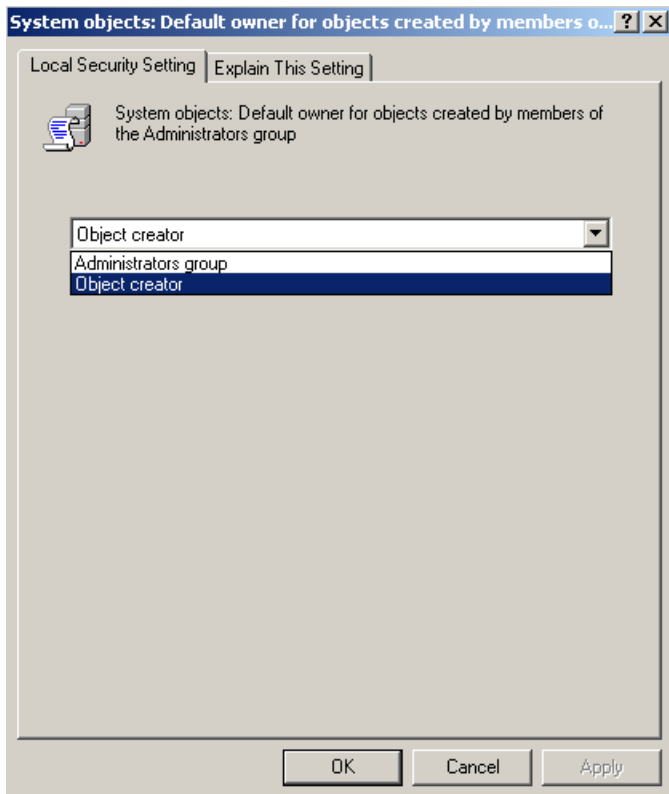 System objects: Default owner for objects created by members o...
Local Security Setting
Explain This Setting
System objects: Default owner for objects created by members of
the Administrators group
Object creator
Administrators group
Object creator
OK
Cancel
Apply